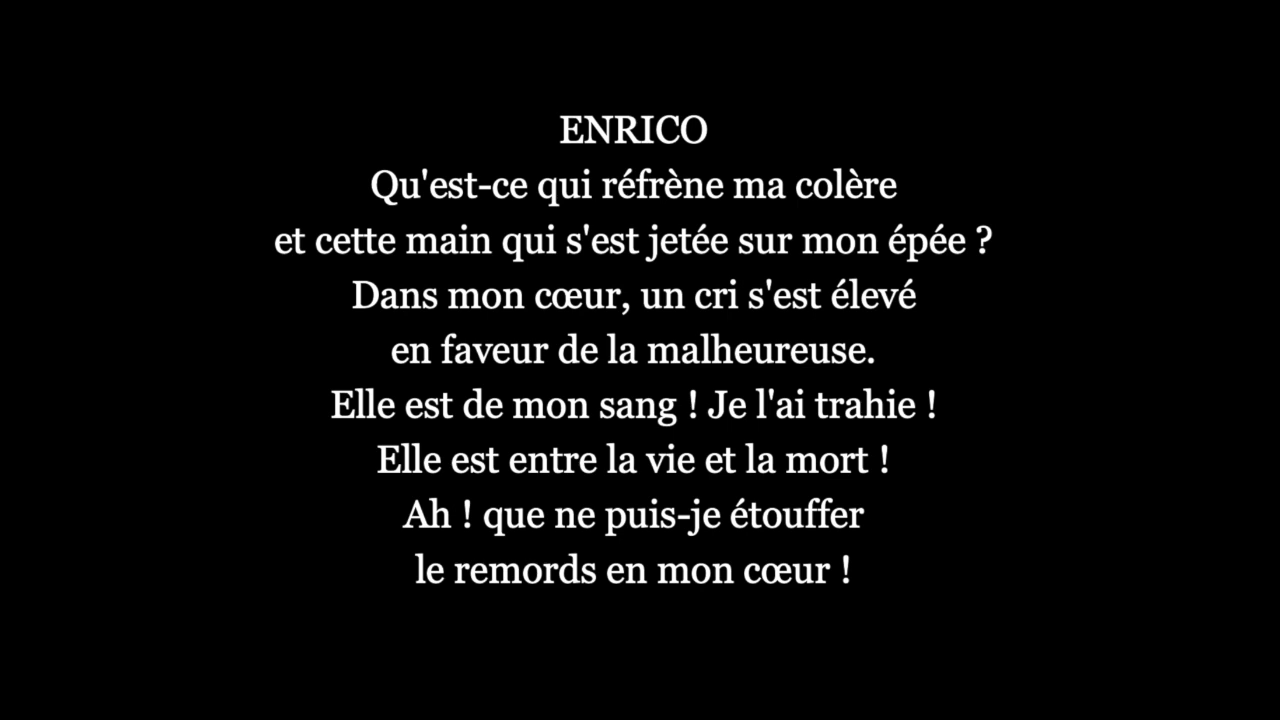 ENRICO
Qu'est-ce qui réfrène ma colère
et cette main qui s'est jetée sur mon épée ?
Dans mon cœur, un cri s'est élevé
en faveur de la malheureuse.
Elle est de mon sang ! Je l'ai trahie !
Elle est entre la vie et la mort !
Ah ! que ne puis-je étouffer
le remords en mon cœur !